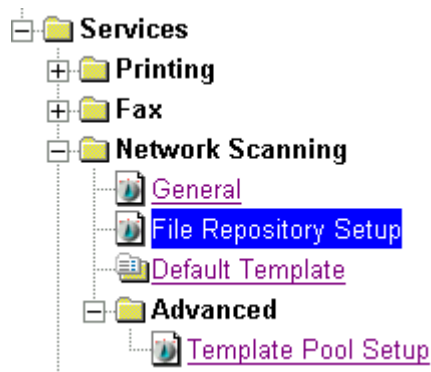 Services
Printing
Fax
Network Scanning
General
File Repository Setup
Default Template
Advanced
Template Pool Setup